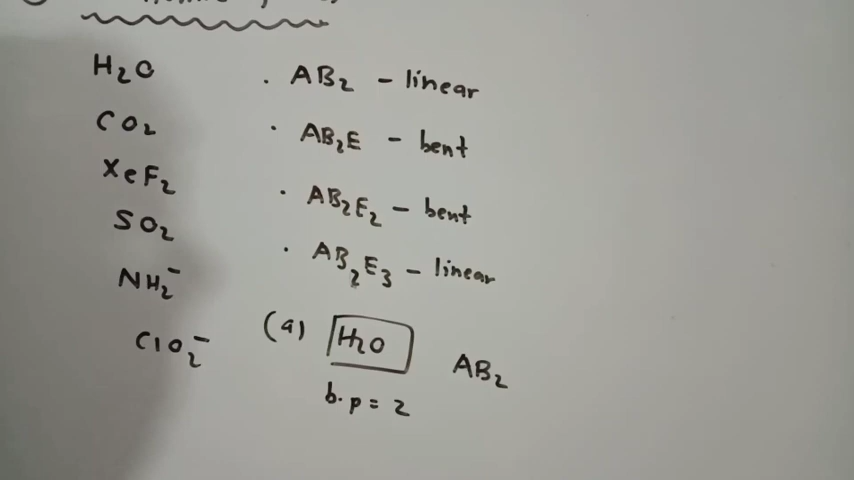 H₂O
CO₂
XeF₂
SO₂
NH₂⁻
ClO₂⁻
. AB₂ – linear
. AB₂E – bent
. AB₂E₂ – bent
. AB₂E₃ – linear
(a) H₂O AB₂
b.p = 2